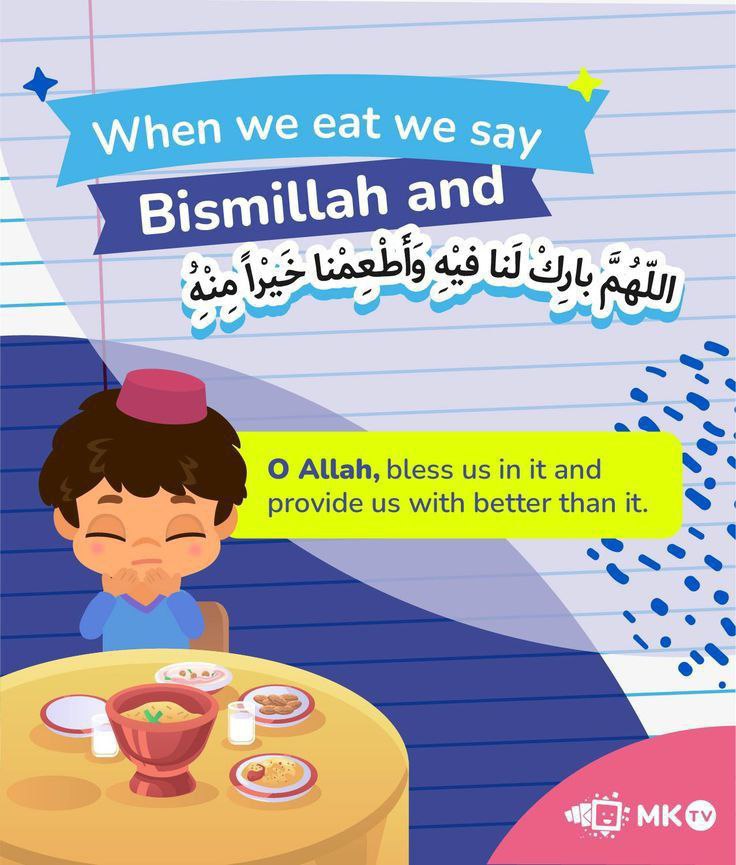 When we eat we say
Bismillah and
اللّهُمَّ بارِكْ لَنا فيْهِ وَأَطْعِمْنا خَيْراً مِنْهُ
O Allah, bless us in it and
provide us with better than it.
MK TV